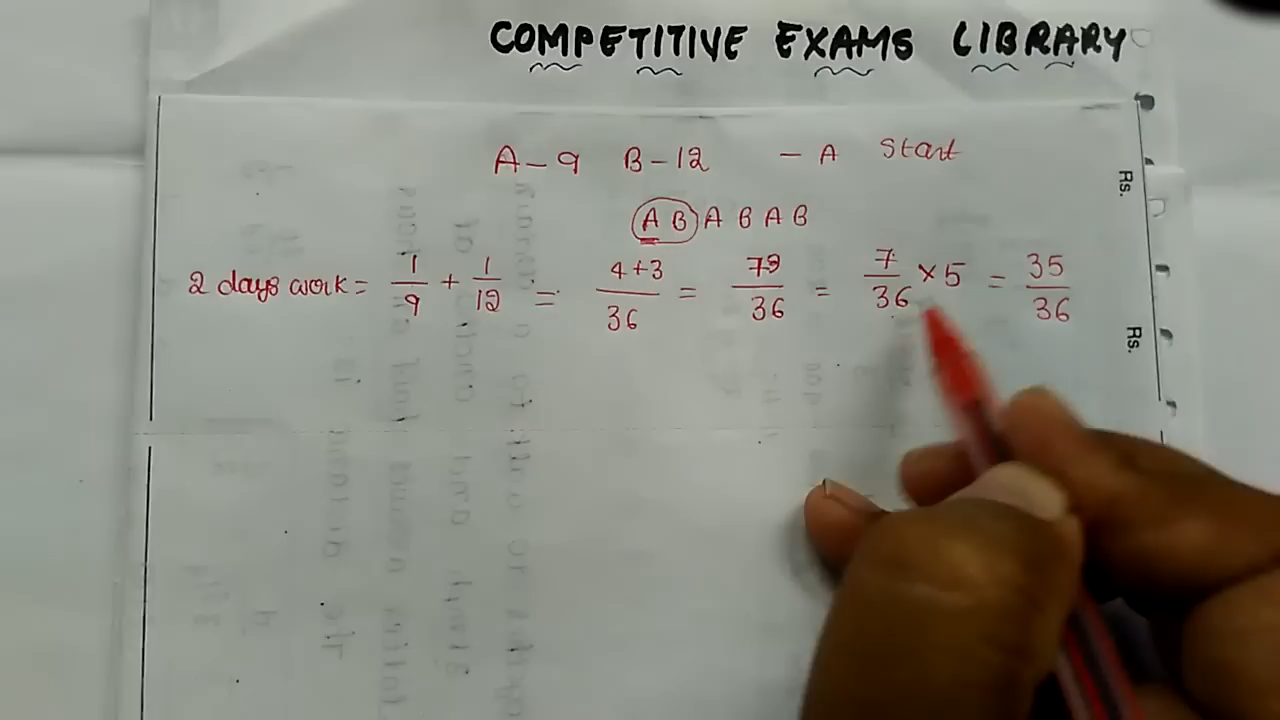 COMPETITIVE EXAMS LIBRARY
A - 9 B - 12 - A Start
A B A B A B
2 days work = 1/9 + 1/12 = 4+3/36 = 7/36 = 7/36 × 5 = 35/36
Rs.
Rs.